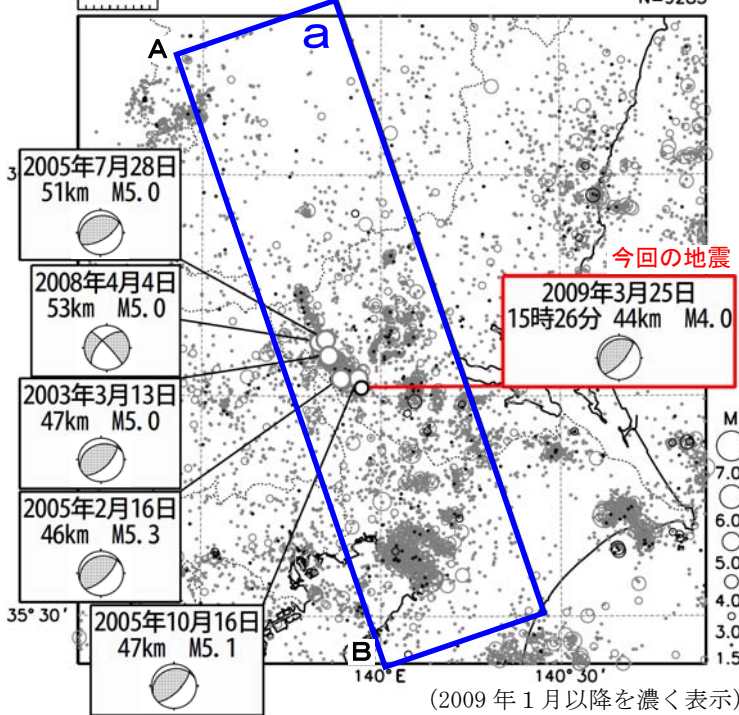 a
A
2005年7月28日
51km M5.0
今回の地震
2008年4月4日
53km M5.0
2009年3月25日
15時26分 44km M4.0
2003年3月13日
47km M5.0
M
7.0
2005年2月16日
46km M5.3
6.0
5.0
4.0
35°30′
3.0
2005年10月16日
47km M5.1
B
1.5
140°E
140°30′
(2009年1月以降を濃く表示)